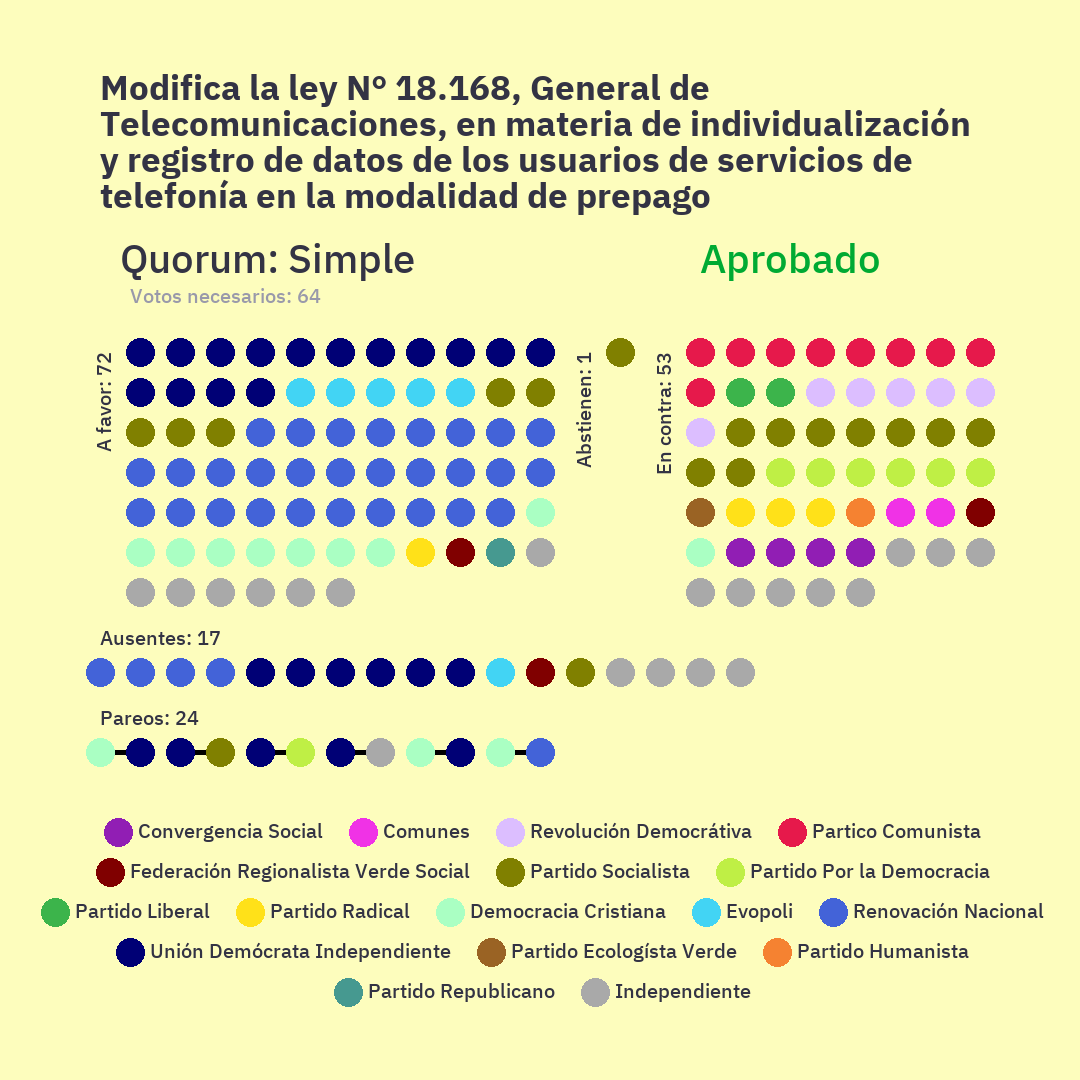 Modifica la ley Nº 18.168, General de
Telecomunicaciones, en materia de individualización
y registro de datos de los usuarios de servicios de
telefonía en la modalidad de prepago
Quorum: Simple
Aprobado
Votos necesarios: 64
A favor: 72
Abstienen: 1
En contra: 53
Ausentes: 17
Pareos: 24
Convergencia Social Comunes Revolución Democrátiva Partico Comunista
Federación Regionalista Verde Social Partido Socialista Partido Por la Democracia
Partido Liberal Partido Radical Democracia Cristiana Evopoli Renovación Nacional
Unión Demócrata Independiente Partido Ecologísta Verde Partido Humanista
Partido Republicano Independiente